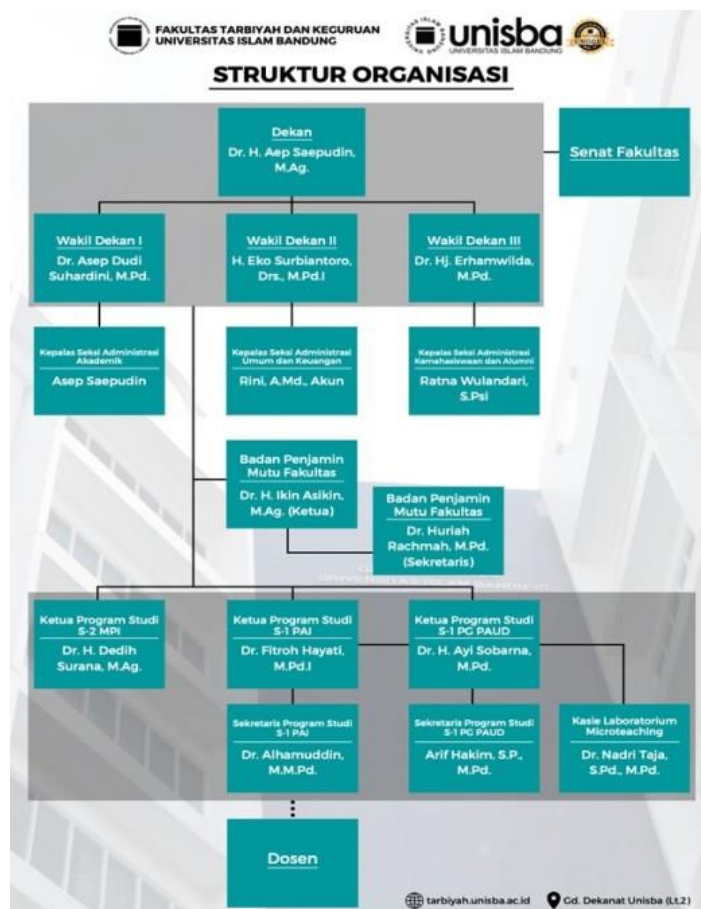 FAKULTAS TARBIYAH DAN KEGURUAN
UNIVERSITAS ISLAM BANDUNG
unisba
UNIVERSITAS ISLAM BANDUNG
STRUKTUR ORGANISASI
Dekan
Dr. H. Aep Saepudin,
M.Ag.
Senat Fakultas
Wakil Dekan I
Dr. Asep Dudi
Suhardini, M.Pd.
Wakil Dekan II
H. Eko Surbiantoro,
Drs., M.Pd.I
Wakil Dekan III
Dr. Hj. Erhamwilda,
M.Pd.
Kepalas Seksi Administrasi
Akademik
Asep Saepudin
Kepalas Seksi Administrasi
Umum dan Keuangan
Rini, A.Md., Akun
Kepalas Seksi Administrasi
Kamahasiswaan dan Alumni
Ratna Wulandari,
S.Psi
Badan Penjamin
Mutu Fakultas
Dr. H. Ikin Asikin,
M.Ag. (Ketua)
Badan Penjamin
Mutu Fakultas
Dr. Huriah
Rachmah, M.Pd.
(Sekretaris)
UNIVERSITAS ISLAM BANDUNG
Ketua Program Studi
S-2 MPI
Dr. H. Dedih
Surana, M.Ag.
Ketua Program Studi
S-1 PAI
Dr. Fitroh Hayati,
M.Pd.I
Ketua Program Studi
S-1 PG PAUD
Dr. H. Ayi Sobarna,
M.Pd.
Sekretaris Program Studi
S-1 PAI
Dr. Alhamuddin,
M.M.Pd.
Sekretaris Program Studi
S-1 PG PAUD
Arif Hakim, S.P.,
M.Pd.
Kasie Laboratorium
Microteaching
Dr. Nadri Taja,
S.Pd., M.Pd.
Dosen
tarbiyah.unisba.ac.id
Gd. Dekanat Unisba (Lt.2)